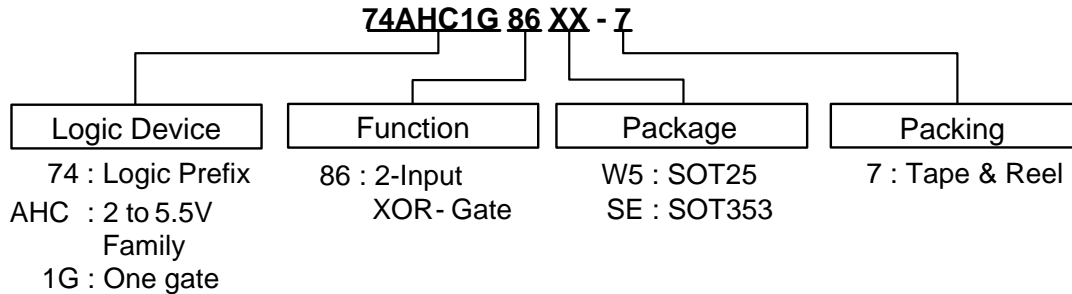 74AHC1G 86 XX - 7
Logic Device
74 : Logic Prefix
AHC : 2 to 5.5V
Family
1G : One gate
Function
86 : 2-Input
XOR- Gate
Package
W5 : SOT25
SE : SOT353
Packing
7 : Tape & Reel